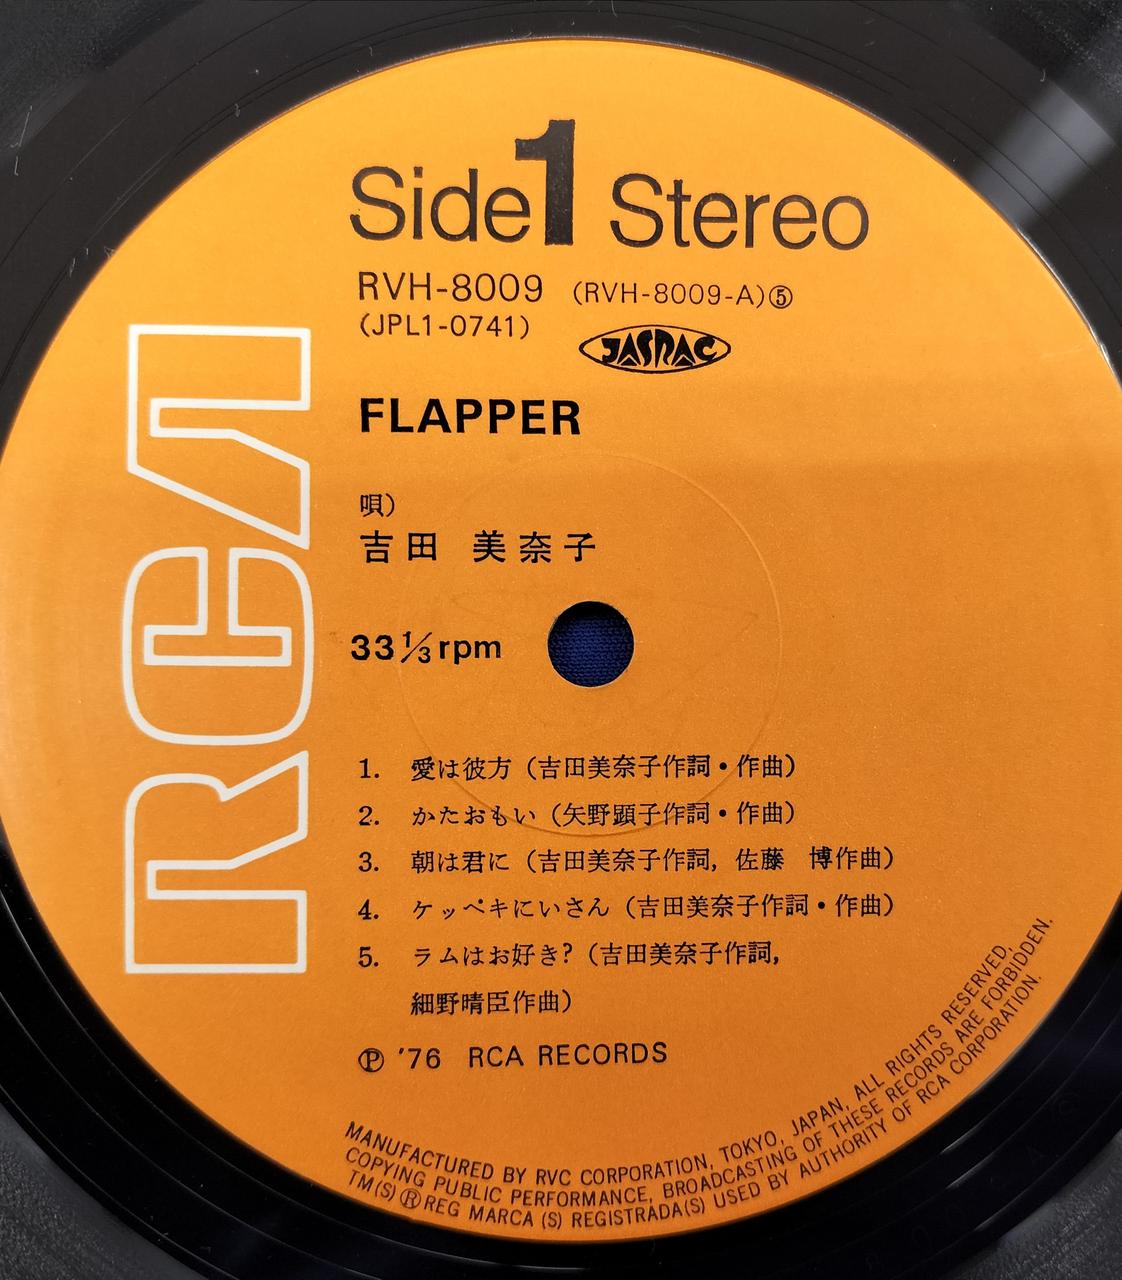 Side 1 Stereo
RVH-8009 (RVH-8009-A)⑤
(JPL1-0741)
JASRAC
FLAPPER
唄)
吉田 美奈子
33⅓rpm
1. 愛は彼方(吉田美奈子作詞・作曲)
2. かたおもい(矢野顕子作詞・作曲)
3. 朝は君に(吉田美奈子作詞, 佐藤 博作曲)
4. ケッペキにいさん(吉田美奈子作詞・作曲)
5. ラムはお好き?(吉田美奈子作詞,
細野晴臣作曲)
℗ '76 RCA RECORDS
RCA
MANUFACTURED BY RVC CORPORATION, TOKYO, JAPAN, ALL RIGHTS RESERVED,
COPYING PUBLIC PERFORMANCE, BROADCASTING OF THESE RECORDS ARE FORBIDDEN.
TM(S) ® REG MARCA (S) REGISTRADA(S) USED BY AUTHORITY OF RCA CORPORATION.